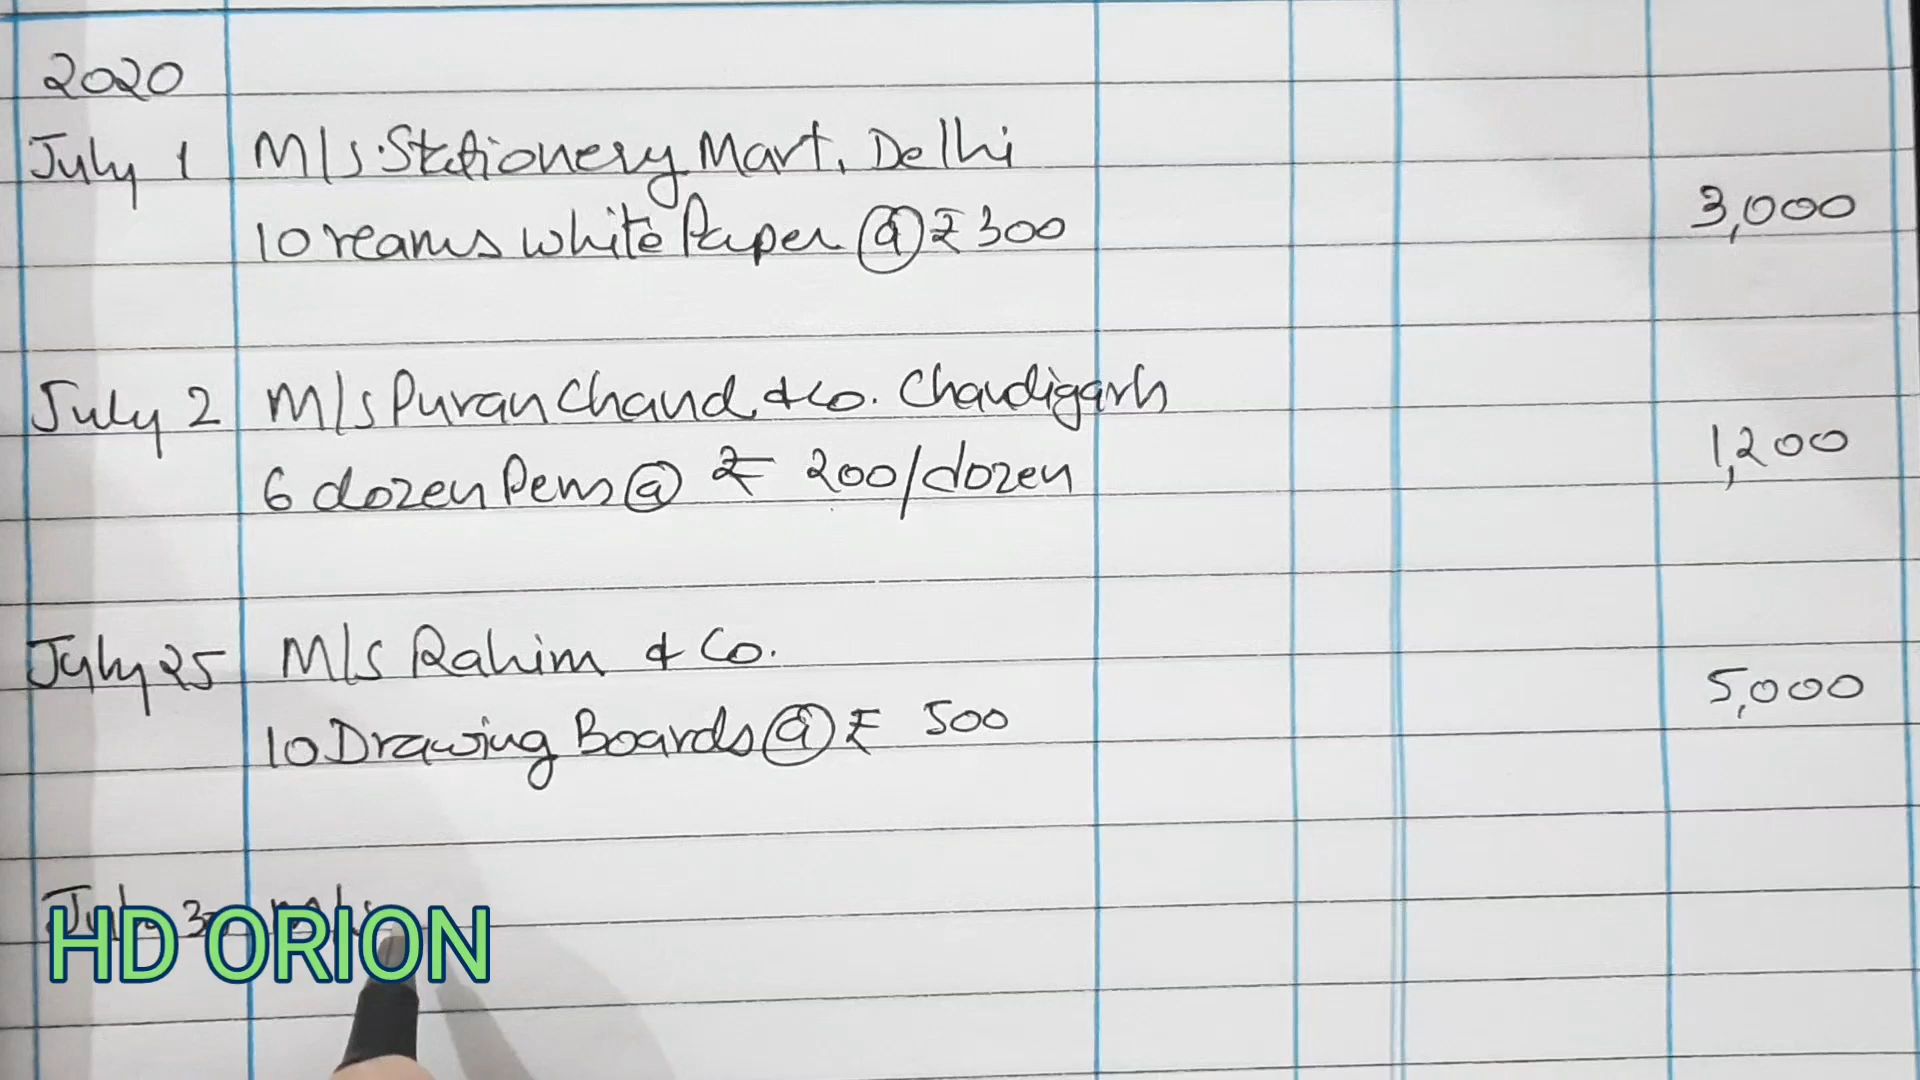 2020
July 1 M/s. Stationery Mart, Delhi
10 reams white Paper @ ₹ 300 3,000
July 2 M/s Puran Chand & Co. Chandigarh
6 dozen Pens @ ₹ 200/dozen 1,200
July 25 M/s Rahim & Co.
10 Drawing Boards @ ₹ 500 5,000
July M/s
HD ORION